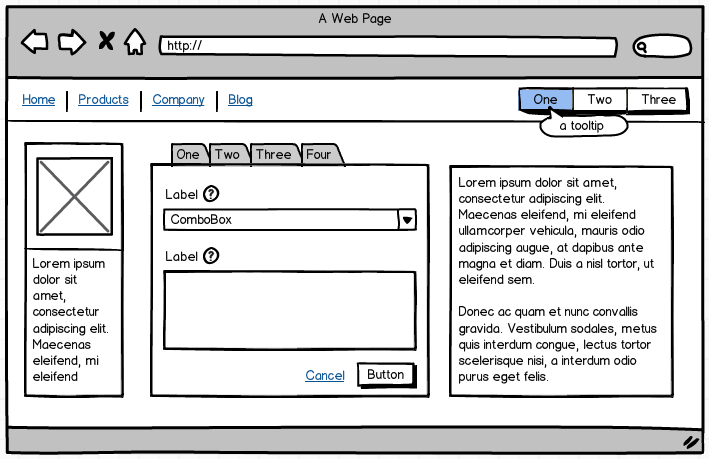 A Web Page
http://
Home
Products
Company
Blog
One
Two
Three
a tooltip
Lorem ipsum
dolor sit
amet,
consectetur
adipiscing elit.
Maecenas
eleifend, mi
eleifend
One
Two
Three
Four
Label ?
ComboBox
Label ?
Cancel
Button
Lorem ipsum dolor sit amet,
consectetur adipiscing elit.
Maecenas eleifend, mi eleifend
ullamcorper vehicula, mauris odio
adipiscing augue, at dapibus ante
magna et diam. Duis a nisl tortor, ut
eleifend sem.
Donec ac quam et nunc convallis
gravida. Vestibulum sodales, metus
quis interdum congue, lectus tortor
scelerisque nisi, a interdum odio
purus eget felis.